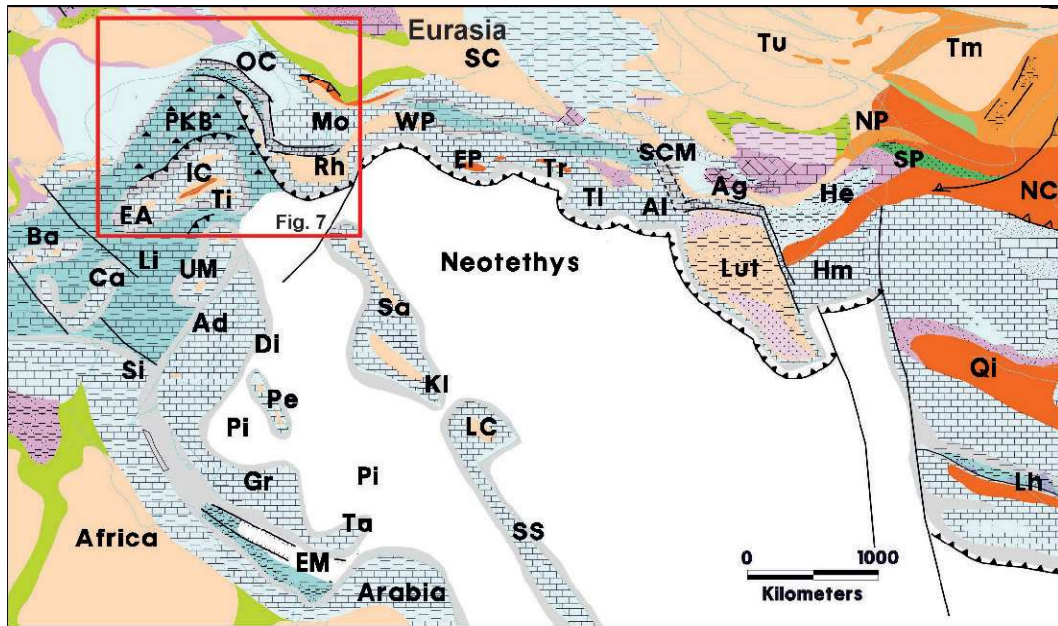 Eurasia
SC
Tu
Tm
OC
PKB
Mo
WP
NP
IC
Rh
EP
Tr
SCM
SP
Ti
Tl
Ag
He
NC
EA
Al
Fig. 7
Ba
Li
Ca
UM
Neotethys
Lut
Hm
Ad
Sa
Si
Di
Kl
Pe
Qi
Pi
LC
Gr
Pi
Lh
Ta
SS
Africa
EM
0 1000
Kilometers
Arabia